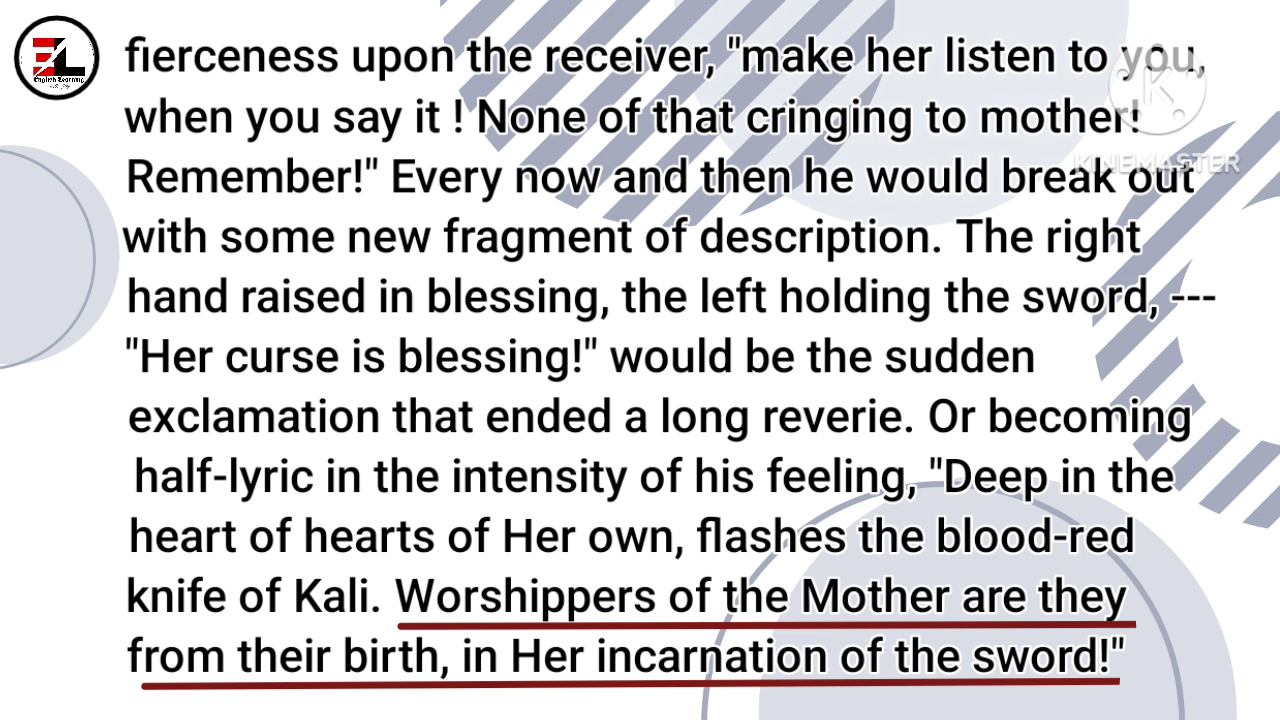 EL
English Learning
fierceness upon the receiver, "make her listen to you,
when you say it ! None of that cringing to mother!
Remember!" Every now and then he would break out
with some new fragment of description. The right
hand raised in blessing, the left holding the sword, ---
"Her curse is blessing!" would be the sudden
exclamation that ended a long reverie. Or becoming
half-lyric in the intensity of his feeling, "Deep in the
heart of hearts of Her own, flashes the blood-red
knife of Kali. Worshippers of the Mother are they
from their birth, in Her incarnation of the sword!"
K
KINEMASTER